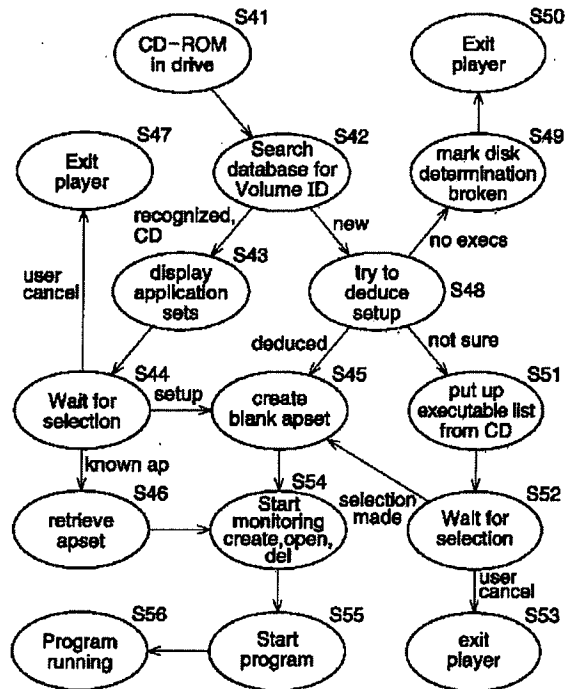 S41
CD-ROM
in drive
S50
Exit
player
S47
Exit
player
S42
Search
database for
Volume ID
S49
mark disk
determination
broken
recognized,
CD
new
no execs
S43
display
application
sets
try to
deduce
setup
S48
user
cancel
deduced
not sure
S44
Wait for
selection
setup
S45
create
blank apset
S51
put up
executable list
from CD
known ap
S46
retrieve
apset
S54
Start
monitoring
create,open,
del
selection
made
S52
Wait for
selection
user
cancel
S56
Program
running
S55
Start
program
S53
exit
player